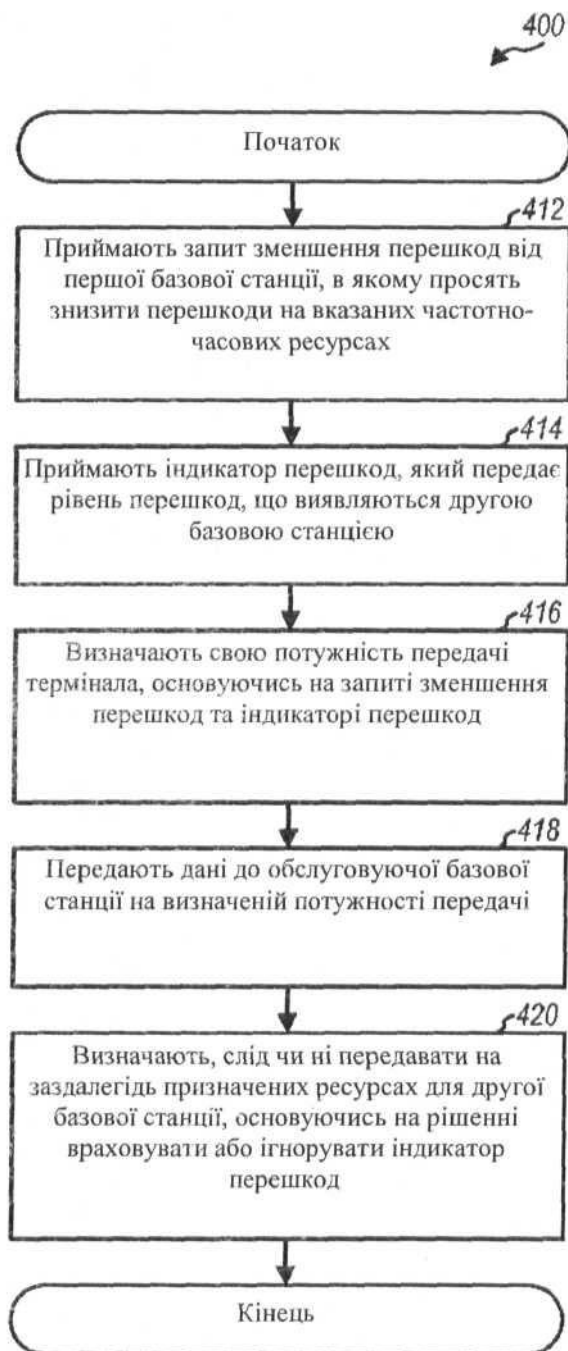 400
Початок
412
Приймають запит зменшення перешкод від
першої базової станції, в якому просять
знизити перешкоди на вказаних частотно-
часових ресурсах
414
Приймають індикатор перешкод, який передає
рівень перешкод, що виявляються другою
базовою станцією
416
Визначають свою потужність передачі
термінала, основуючись на запиті зменшення
перешкод та індикаторі перешкод
418
Передають дані до обслуговуючої базової
станції на визначеній потужності передачі
420
Визначають, слід чи ні передавати на
заздалегідь призначених ресурсах для другої
базової станції, основуючись на рішенні
враховувати або ігнорувати індикатор
перешкод
Кінець